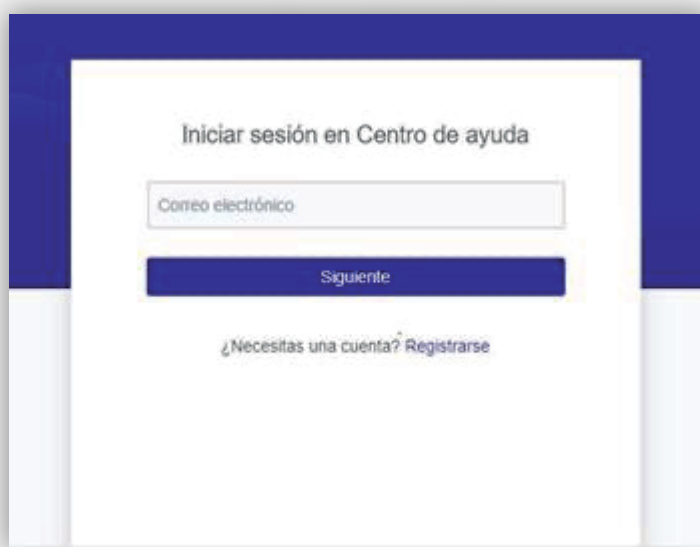 Iniciar sesión en Centro de ayuda
Correo electrónico
Siguiente
¿Necesitas una cuenta? Registrarse